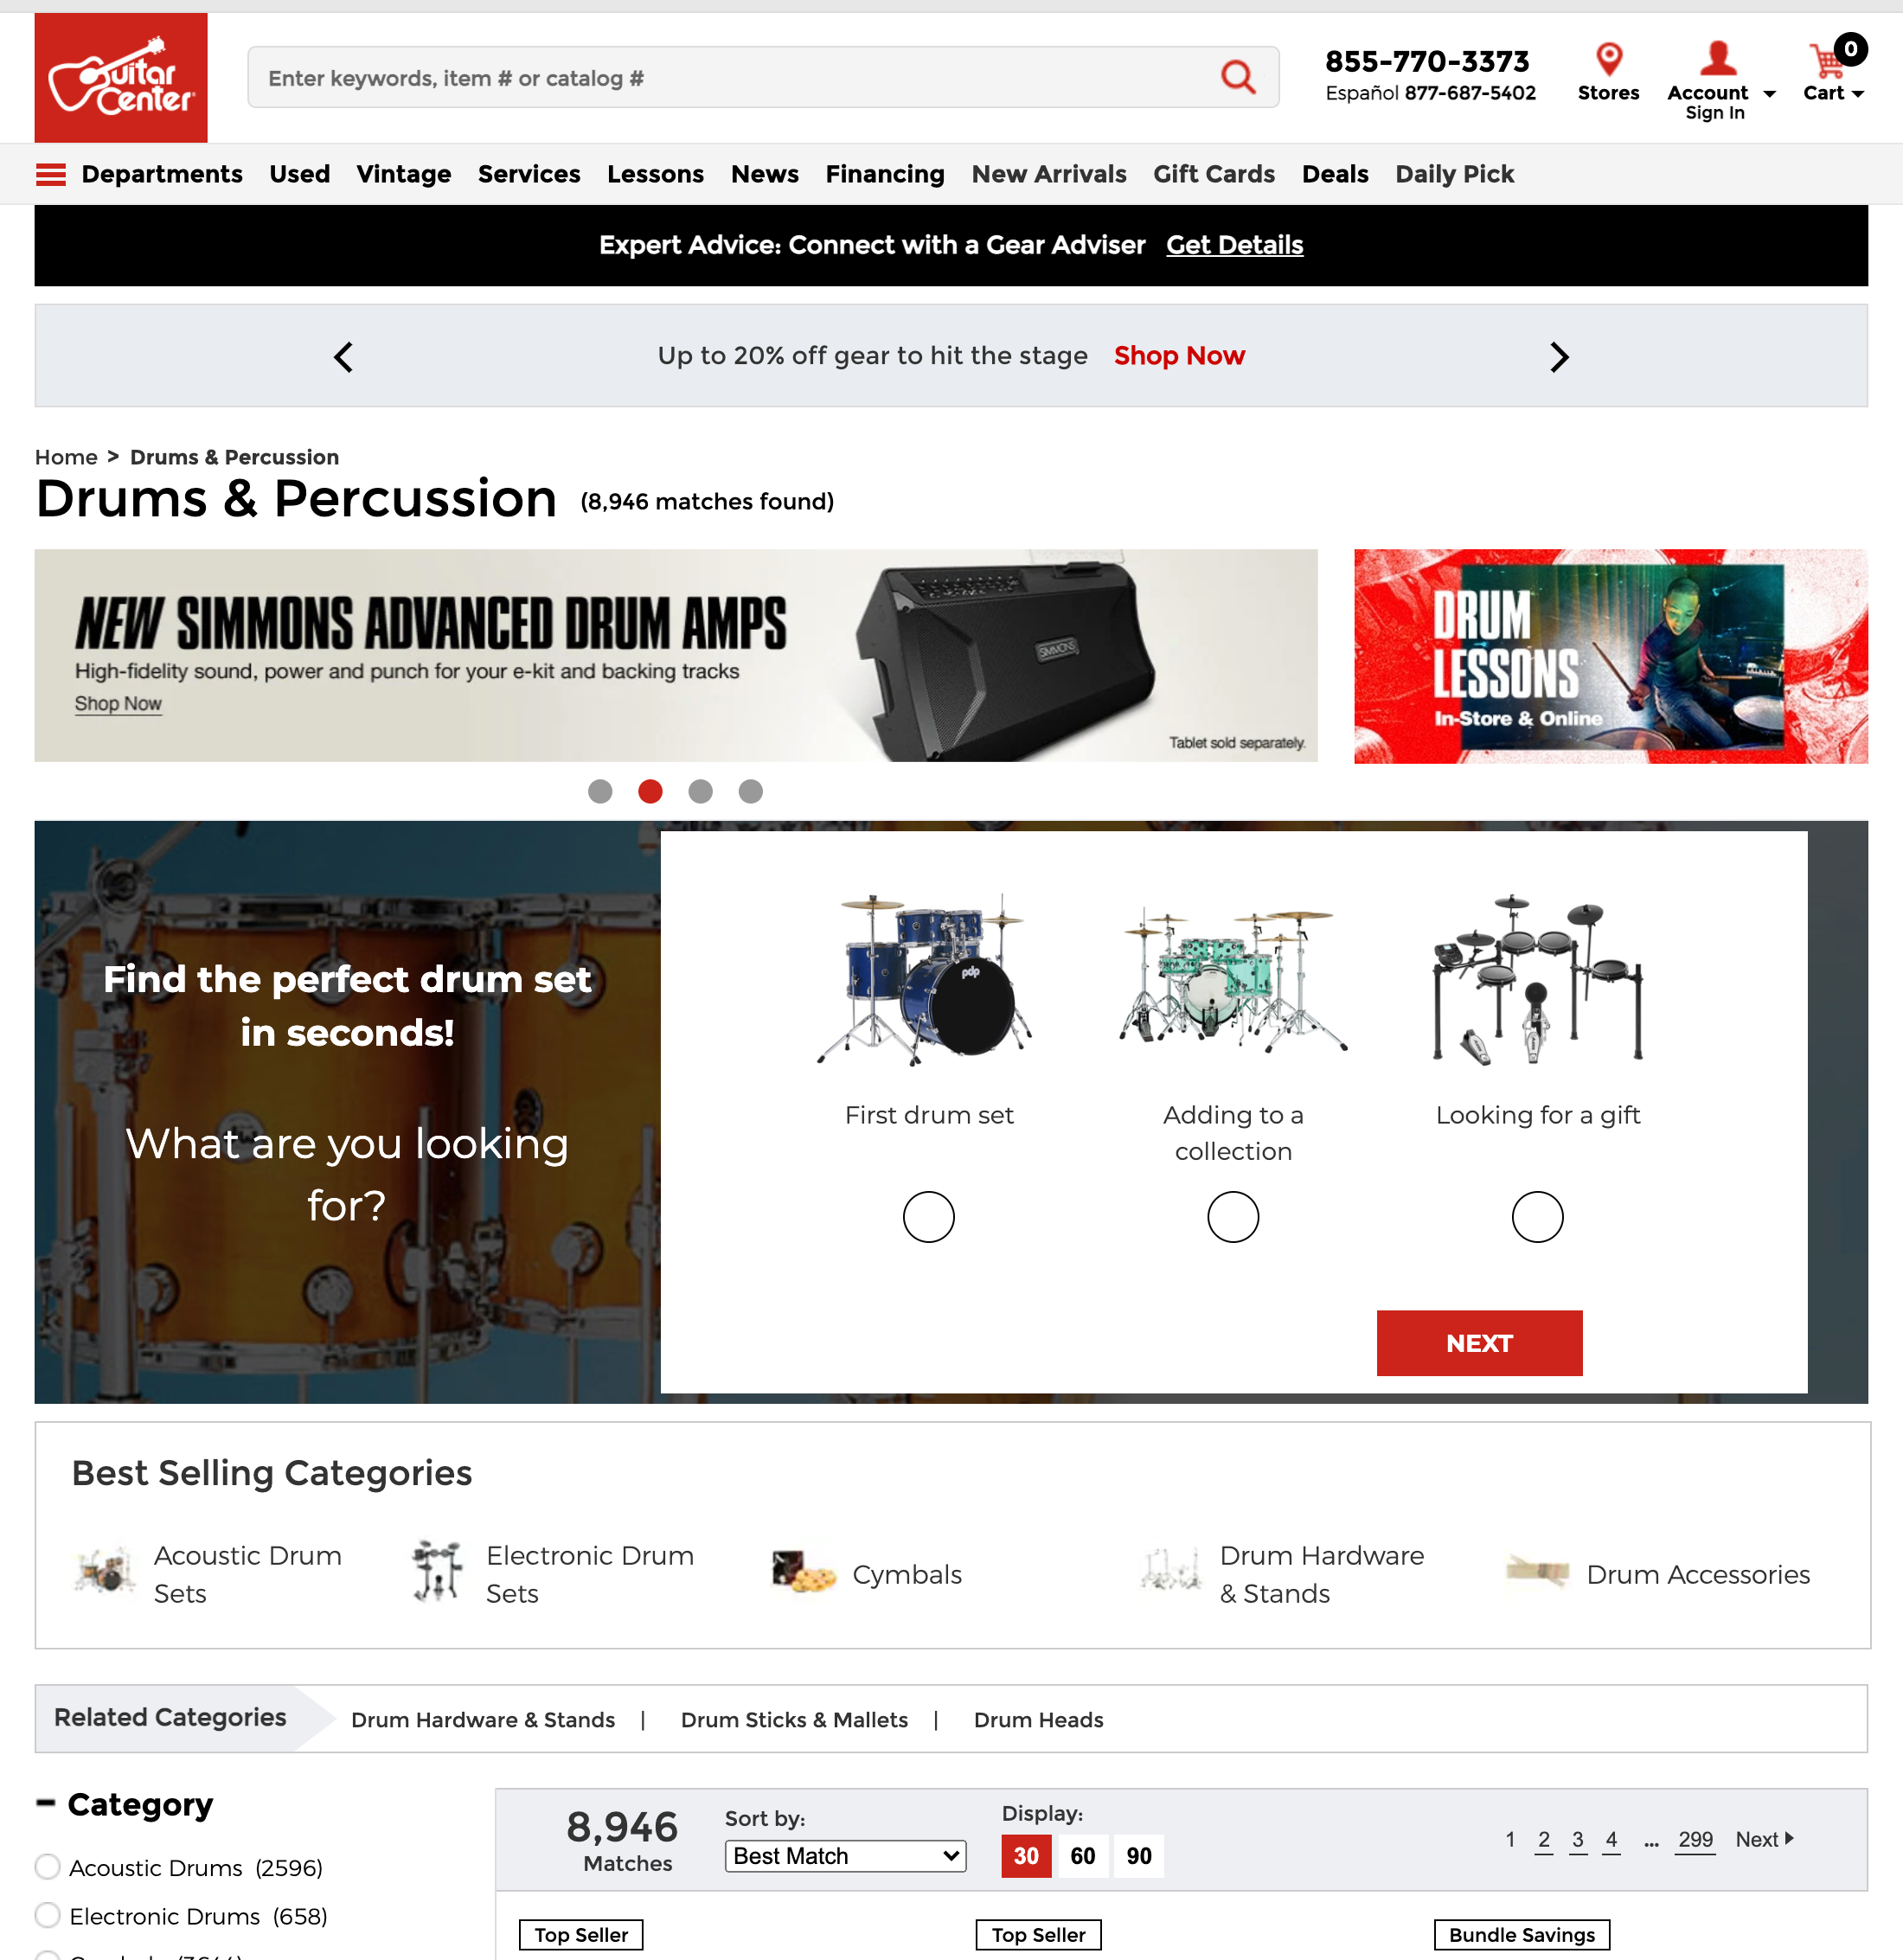 Guitar Center
Enter keywords, item # or catalog #
855-770-3373
Español 877-687-5402
Stores
Account
Sign In
0
Cart
Departments Used Vintage Services Lessons News Financing New Arrivals Gift Cards Deals Daily Pick
Expert Advice: Connect with a Gear Adviser Get Details
Up to 20% off gear to hit the stage Shop Now
Home > Drums & Percussion
Drums & Percussion (8,946 matches found)
NEW SIMMONS ADVANCED DRUM AMPS
High-fidelity sound, power and punch for your e-kit and backing tracks
Shop Now
SIMMONS
Tablet sold separately.
DRUM
LESSONS
In-Store & Online
Find the perfect drum set
in seconds!
What are you looking
for?
pdp
First drum set
Adding to a
collection
Looking for a gift
NEXT
Best Selling Categories
Acoustic Drum
Sets
Electronic Drum
Sets
Cymbals
Drum Hardware
& Stands
Drum Accessories
Related Categories
Drum Hardware & Stands | Drum Sticks & Mallets | Drum Heads
Category
Acoustic Drums (2596)
Electronic Drums (658)
8,946
Matches
Sort by:
Best Match
Display:
30 60 90
1 2 3 4 ... 299 Next
Top Seller
Top Seller
Bundle Savings